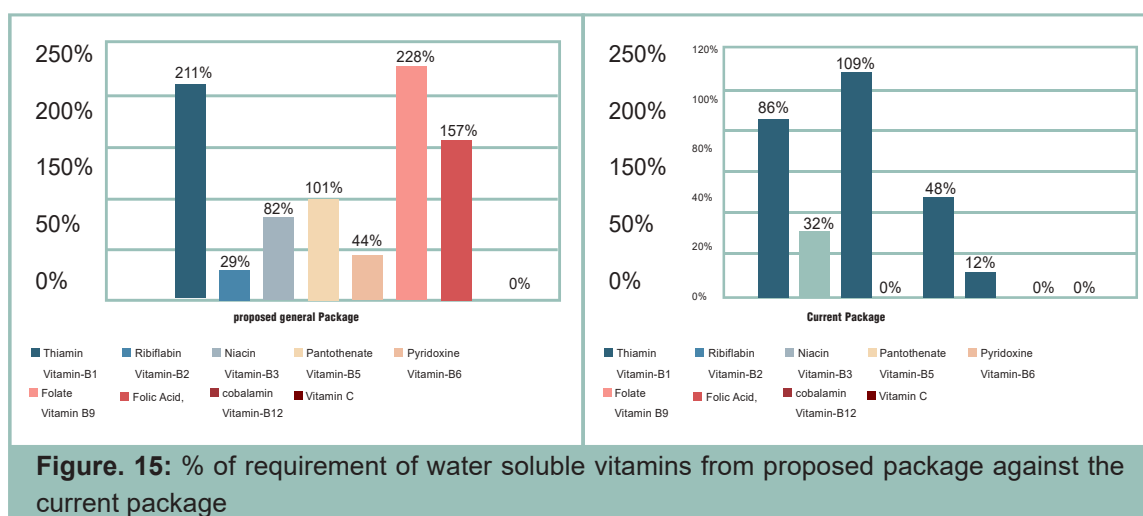 250%
200%
150%
50%
0%
211%
29%
82%
101%
44%
228%
157%
0%
proposed general Package
Thiamin
Vitamin-B1
Ribiflabin
Vitamin-B2
Niacin
Vitamin-B3
Pantothenate
Vitamin-B5
Pyridoxine
Vitamin-B6
Folate
Vitamin B9
Folic Acid,
cobalamin
Vitamin-B12
Vitamin C
250%
200%
150%
50%
0%
120%
100%
80%
40%
20%
0%
86%
32%
109%
0%
48%
12%
0%
0%
Current Package
Thiamin
Vitamin-B1
Ribiflabin
Vitamin-B2
Niacin
Vitamin-B3
Pantothenate
Vitamin-B5
Pyridoxine
Vitamin-B6
Folate
Vitamin B9
Folic Acid,
cobalamin
Vitamin-B12
Vitamin C
Figure. 15: % of requirement of water soluble vitamins from proposed package against the
current package